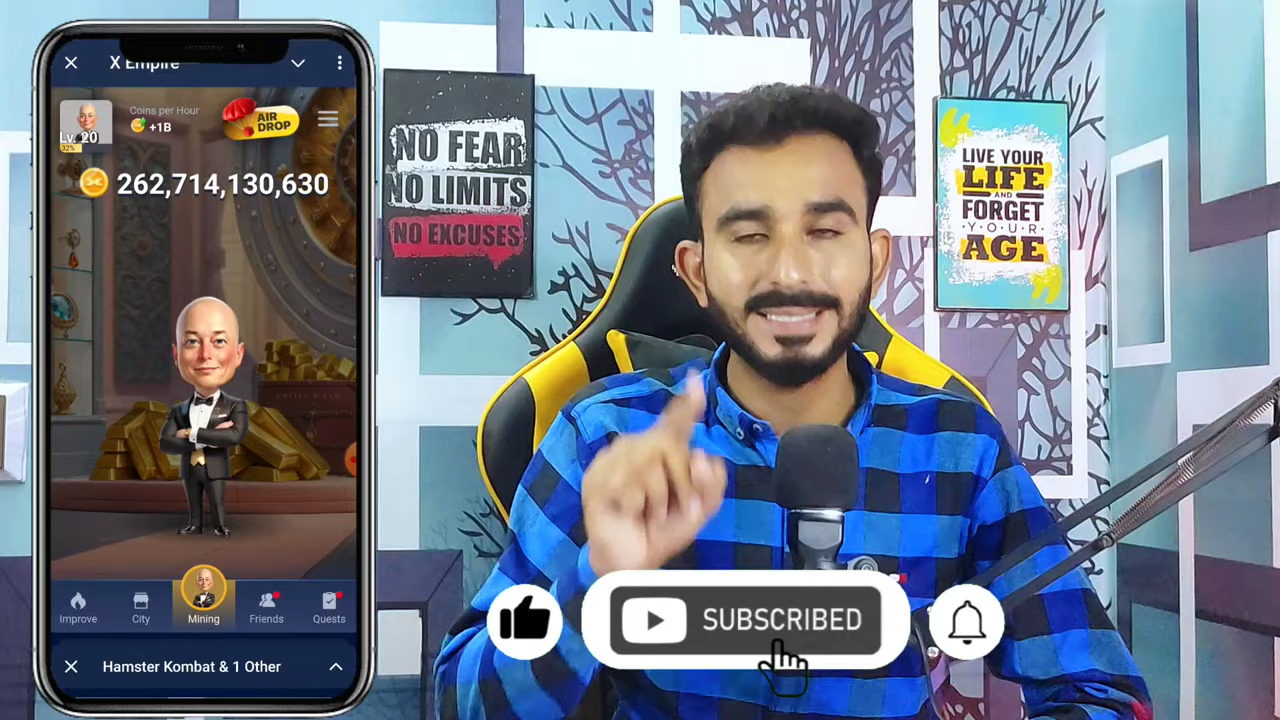 X Empire
Coins per Hour
+1B
AIR
DROP
Lv. 20
32%
262,714,130,630
Improve
City
Mining
Friends
Quests
Hamster Kombat & 1 Other
NO FEAR
NO LIMITS
NO EXCUSES
LIVE YOUR
LIFE
AND
FORGET
·Y·O·U·R·
AGE
SUBSCRIBED